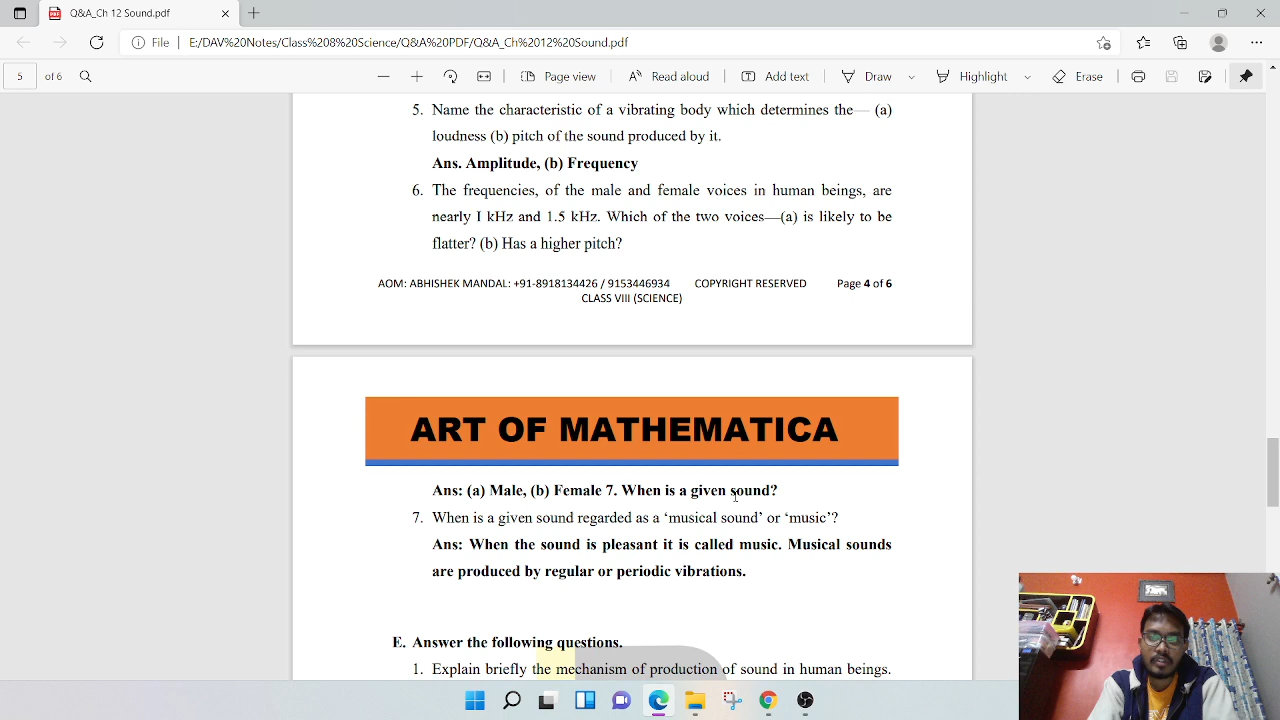 Q&A_Ch 12 Sound.pdf
File | E:/DAV%20Notes/Class%208%20Science/Q&A%20PDF/Q&A_Ch%2012%20Sound.pdf
5 of 6 Page view Read aloud Add text Draw Highlight Erase
5. Name the characteristic of a vibrating body which determines the— (a)
loudness (b) pitch of the sound produced by it.
Ans. Amplitude, (b) Frequency
6. The frequencies, of the male and female voices in human beings, are
nearly I kHz and 1.5 kHz. Which of the two voices—(a) is likely to be
flatter? (b) Has a higher pitch?
AOM: ABHISHEK MANDAL: +91-8918134426 / 9153446934 COPYRIGHT RESERVED Page 4 of 6
CLASS VIII (SCIENCE)
ART OF MATHEMATICA
Ans: (a) Male, (b) Female 7. When is a given sound?
7. When is a given sound regarded as a ‘musical sound’ or ‘music’?
Ans: When the sound is pleasant it is called music. Musical sounds
are produced by regular or periodic vibrations.
E. Answer the following questions.
1. Explain briefly the mechanism of production of sound in human beings.